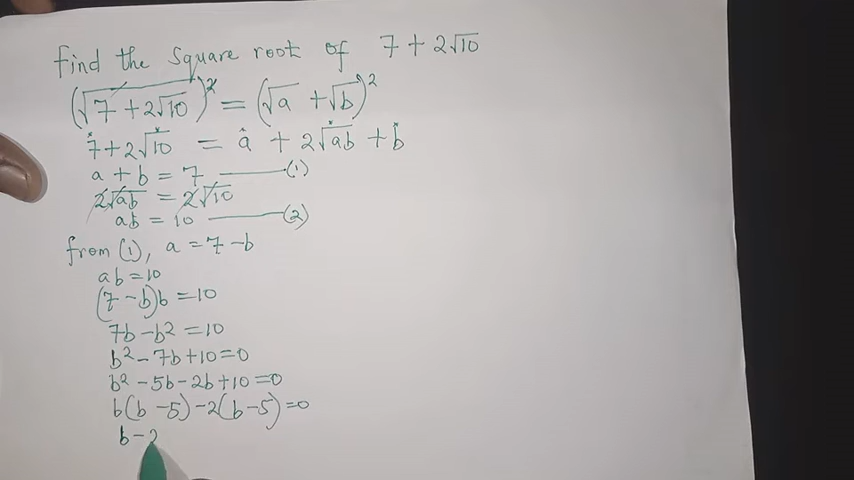 Find the square root of 7 + 2√10
(√(7 + 2√10))² = (√a + √b)²
7 + 2√10 = a + 2√ab + b
a + b = 7 ——— (1)
2√ab = 2√10
ab = 10 ——— (2)
from (1), a = 7 - b
ab = 10
(7 - b)b = 10
7b - b² = 10
b² - 7b + 10 = 0
b² - 5b - 2b + 10 = 0
b(b - 5) - 2(b - 5) = 0
b - 2